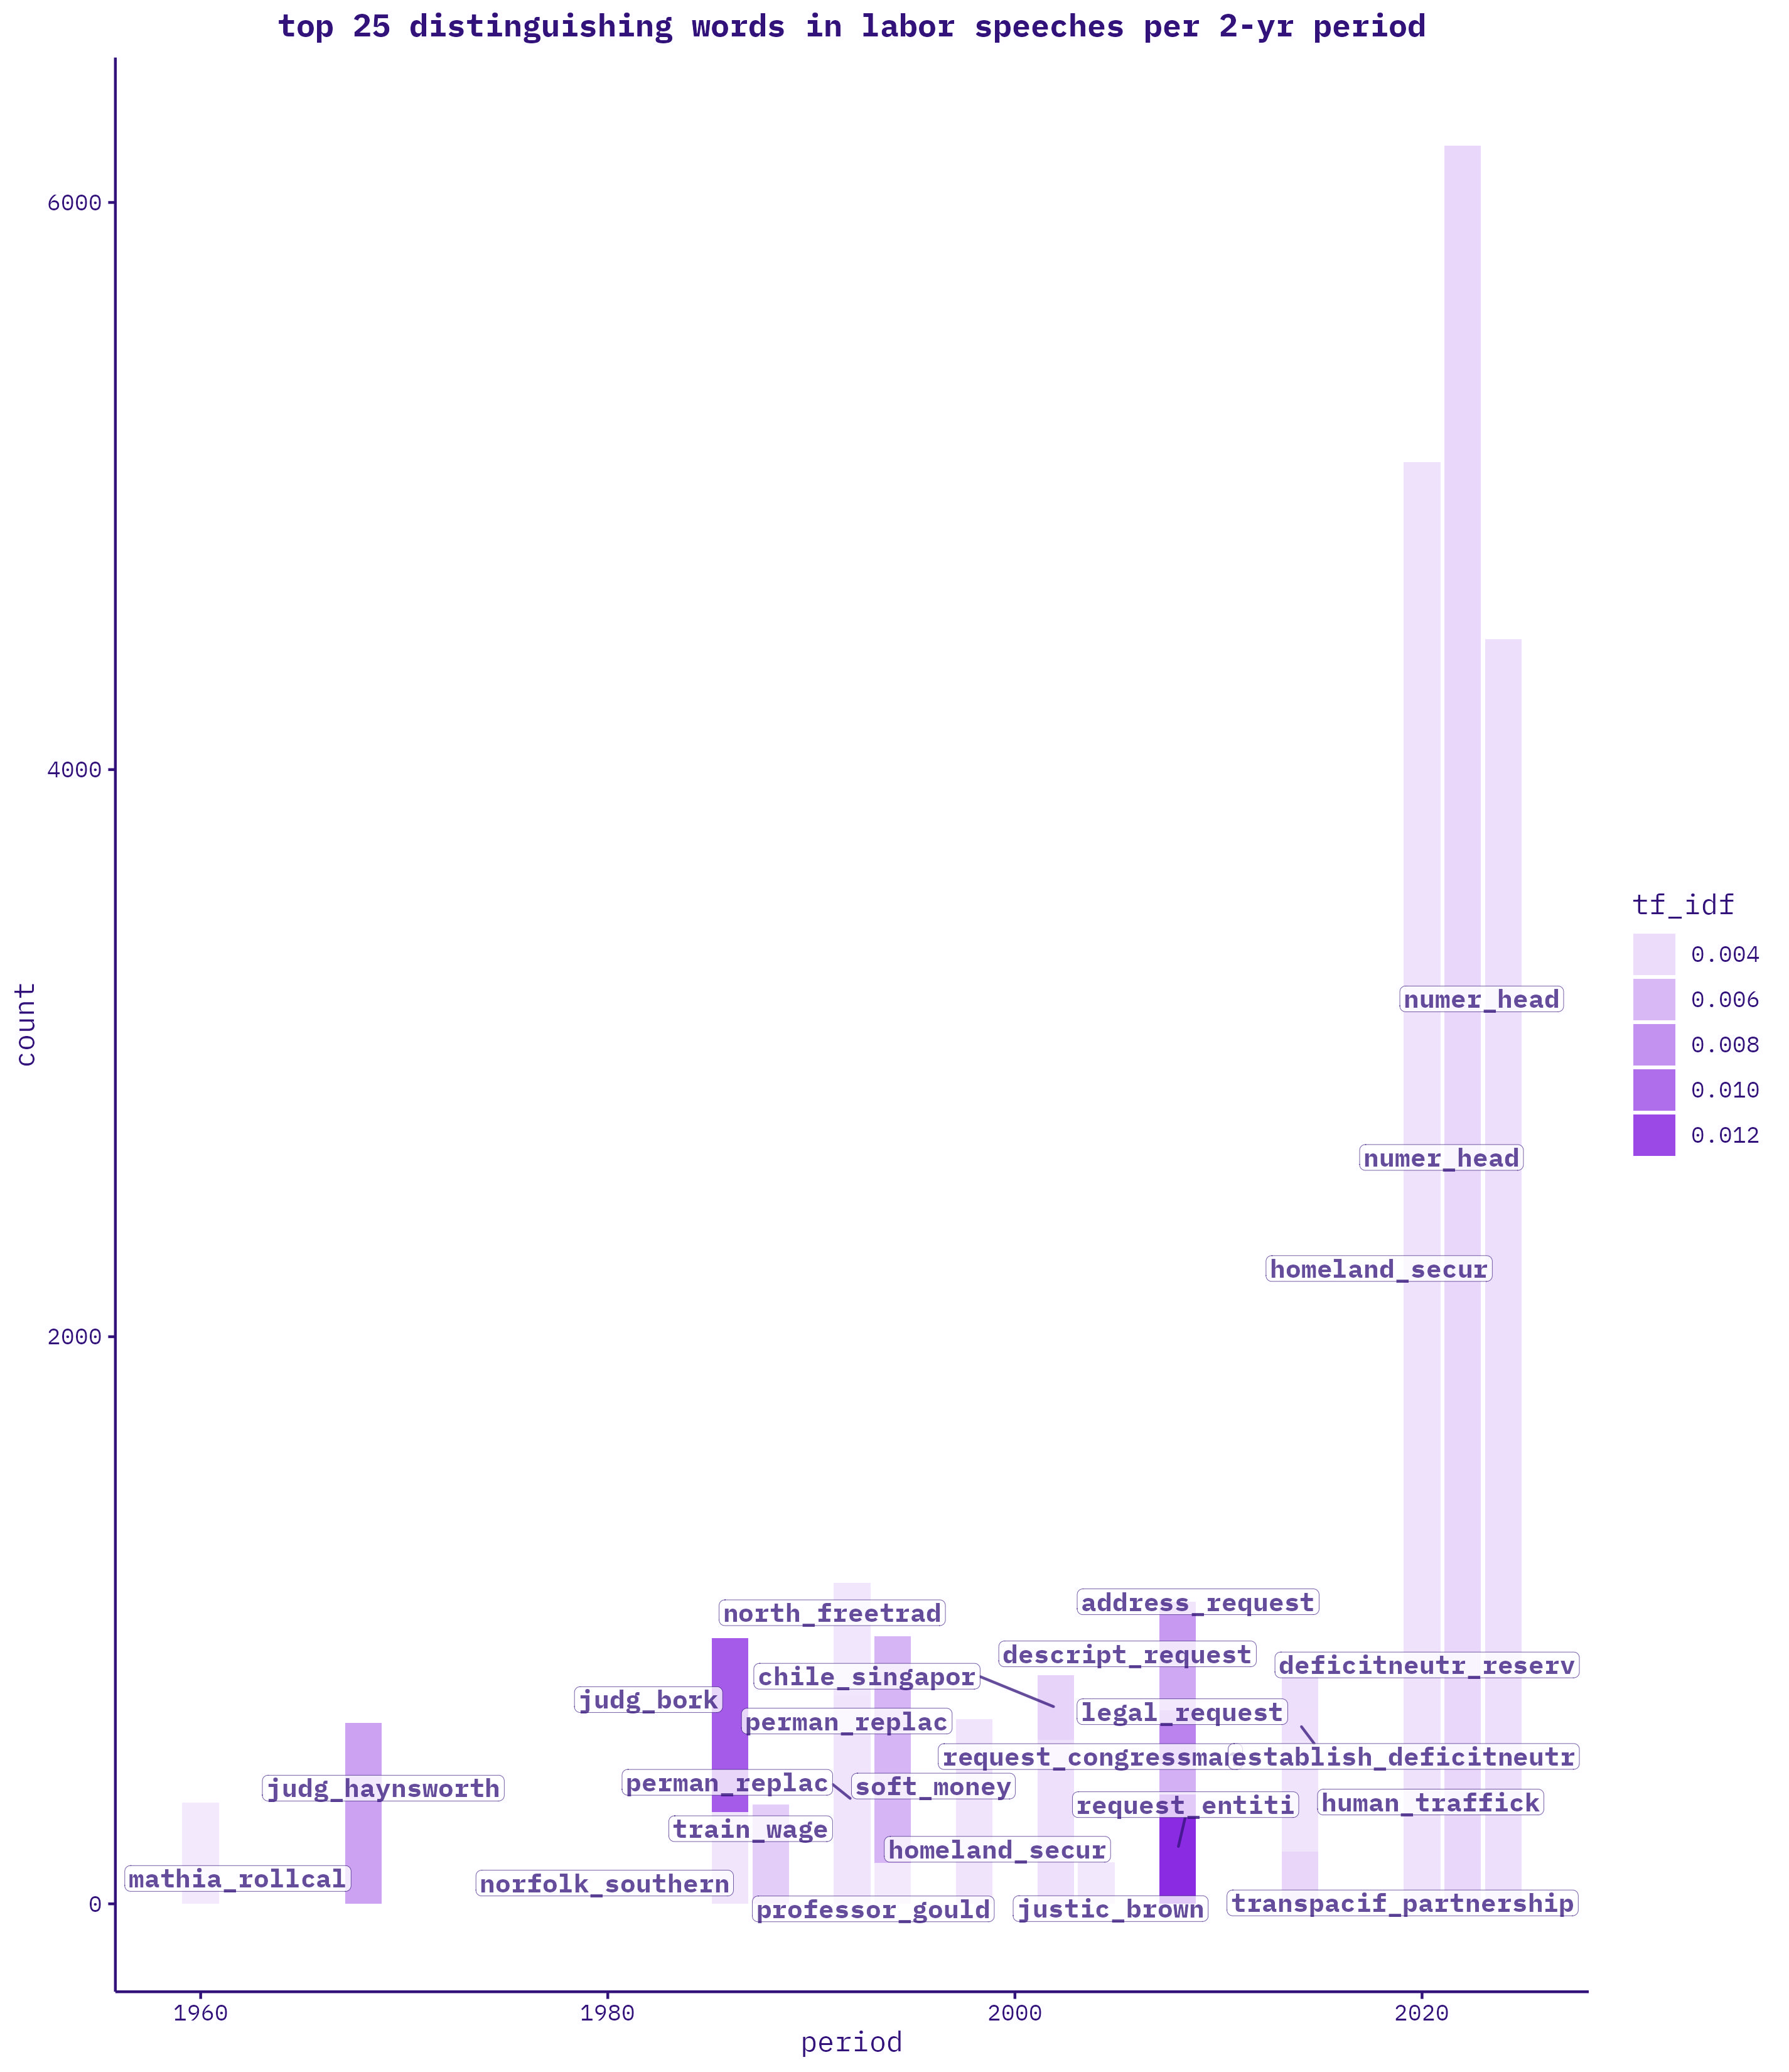 top 25 distinguishing words in labor speeches per 2-yr period
6000
4000
2000
0
count
numer_head
numer_head
homeland_secur
address_request
north_freetrad
descript_request
deficitneutr_reserv
chile_singapor
judg_bork
legal_request
perman_replac
request_congressman
establish_deficitneutr
perman_replac
soft_money
judg_haynsworth
human_traffick
request_entiti
train_wage
homeland_secur
mathia_rollcal
norfolk_southern
transpacif_partnership
professor_gould
justic_brown
1960
1980
2000
2020
period
tf_idf
0.004
0.006
0.008
0.010
0.012